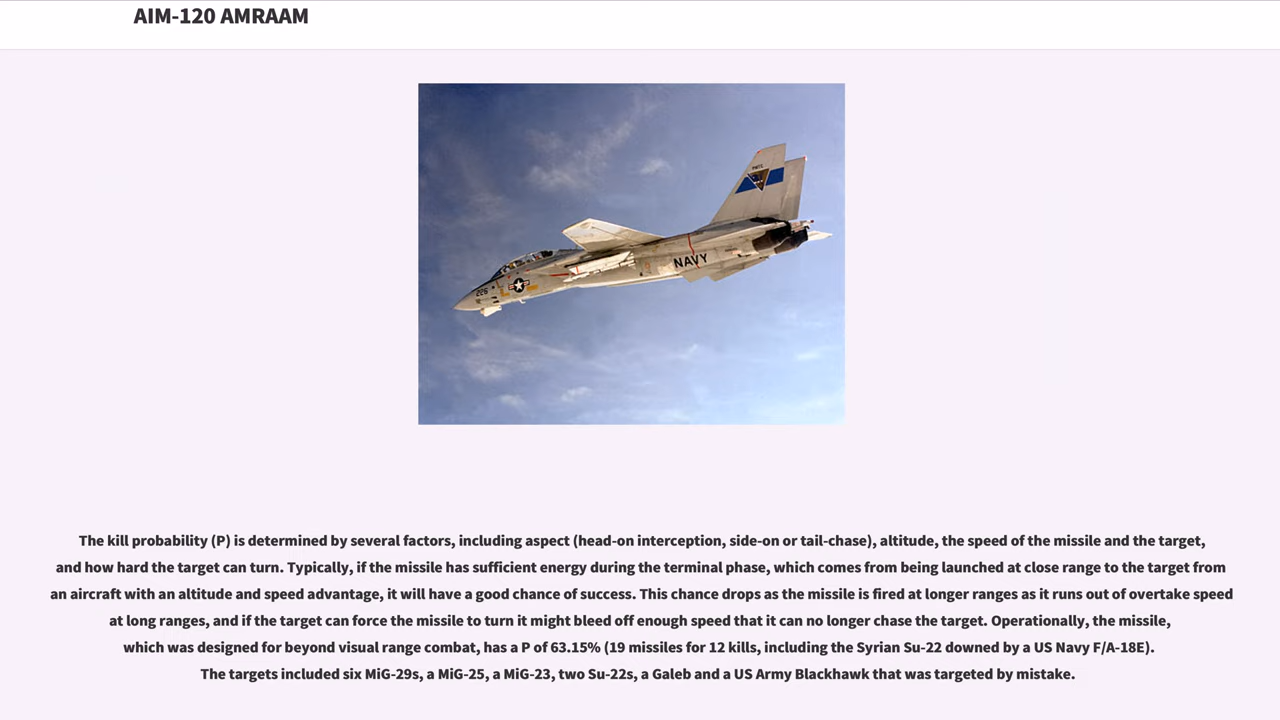 AIM-120 AMRAAM
NAVY
226
The kill probability (P) is determined by several factors, including aspect (head-on interception, side-on or tail-chase), altitude, the speed of the missile and the target,
and how hard the target can turn. Typically, if the missile has sufficient energy during the terminal phase, which comes from being launched at close range to the target from
an aircraft with an altitude and speed advantage, it will have a good chance of success. This chance drops as the missile is fired at longer ranges as it runs out of overtake speed
at long ranges, and if the target can force the missile to turn it might bleed off enough speed that it can no longer chase the target. Operationally, the missile,
which was designed for beyond visual range combat, has a P of 63.15% (19 missiles for 12 kills, including the Syrian Su-22 downed by a US Navy F/A-18E).
The targets included six MiG-29s, a MiG-25, a MiG-23, two Su-22s, a Galeb and a US Army Blackhawk that was targeted by mistake.